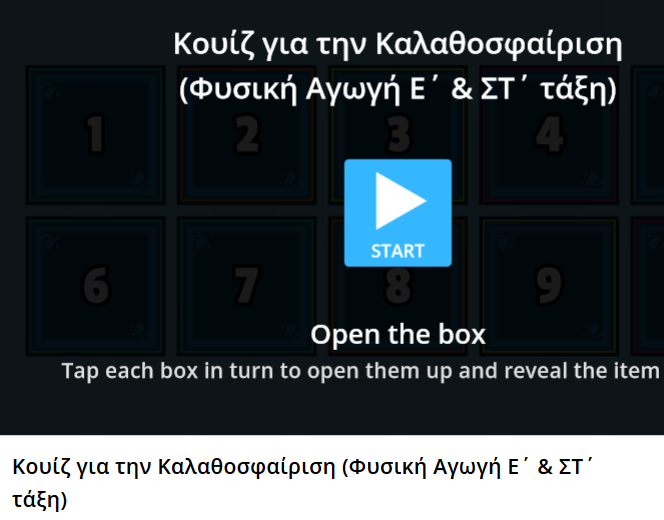 Κουίζ για την Καλαθοσφαίριση
(Φυσική Αγωγή Ε΄ & ΣΤ΄ τάξη)
1 2 3 4
START
6 7 8 9
Open the box
Tap each box in turn to open them up and reveal the item
Κουίζ για την Καλαθοσφαίριση (Φυσική Αγωγή Ε΄ & ΣΤ΄
τάξη)